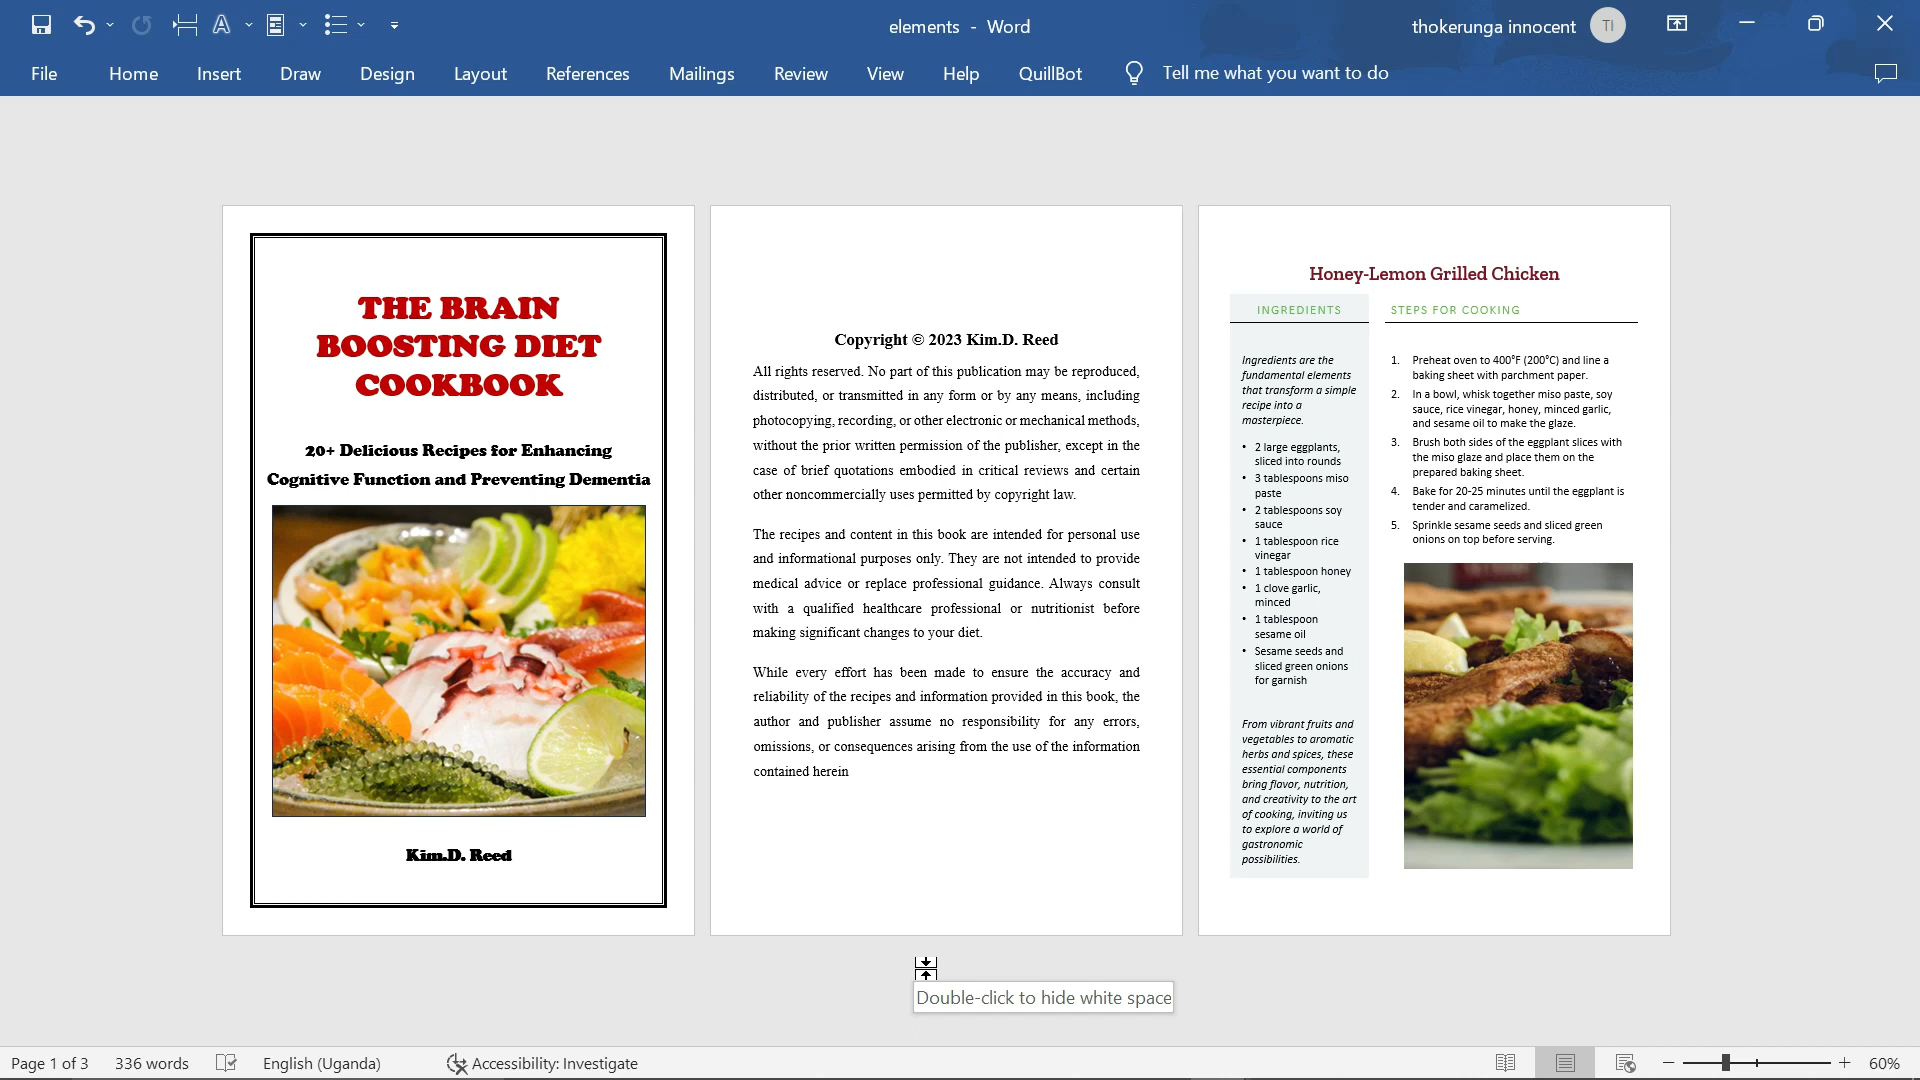 elements - Word
thokerunga innocent
TI
File Home Insert Draw Design Layout References Mailings Review View Help QuillBot Tell me what you want to do
THE BRAIN
BOOSTING DIET
COOKBOOK
20+ Delicious Recipes for Enhancing
Cognitive Function and Preventing Dementia
Kim.D. Reed
Copyright © 2023 Kim.D. Reed
All rights reserved. No part of this publication may be reproduced,
distributed, or transmitted in any form or by any means, including
photocopying, recording, or other electronic or mechanical methods,
without the prior written permission of the publisher, except in the
case of brief quotations embodied in critical reviews and certain
other noncommercially uses permitted by copyright law.
The recipes and content in this book are intended for personal use
and informational purposes only. They are not intended to provide
medical advice or replace professional guidance. Always consult
with a qualified healthcare professional or nutritionist before
making significant changes to your diet.
While every effort has been made to ensure the accuracy and
reliability of the recipes and information provided in this book, the
author and publisher assume no responsibility for any errors,
omissions, or consequences arising from the use of the information
contained herein
Honey-Lemon Grilled Chicken
INGREDIENTS
Ingredients are the
fundamental elements
that transform a simple
recipe into a
masterpiece.
• 2 large eggplants,
sliced into rounds
• 3 tablespoons miso
paste
• 2 tablespoons soy
sauce
• 1 tablespoon rice
vinegar
• 1 tablespoon honey
• 1 clove garlic,
minced
• 1 tablespoon
sesame oil
• Sesame seeds and
sliced green onions
for garnish
From vibrant fruits and
vegetables to aromatic
herbs and spices, these
essential components
bring flavor, nutrition,
and creativity to the art
of cooking, inviting us
to explore a world of
gastronomic
possibilities.
STEPS FOR COOKING
1. Preheat oven to 400°F (200°C) and line a
baking sheet with parchment paper.
2. In a bowl, whisk together miso paste, soy
sauce, rice vinegar, honey, minced garlic,
and sesame oil to make the glaze.
3. Brush both sides of the eggplant slices with
the miso glaze and place them on the
prepared baking sheet.
4. Bake for 20-25 minutes until the eggplant is
tender and caramelized.
5. Sprinkle sesame seeds and sliced green
onions on top before serving.
Double-click to hide white space
Page 1 of 3 336 words English (Uganda) Accessibility: Investigate 60%